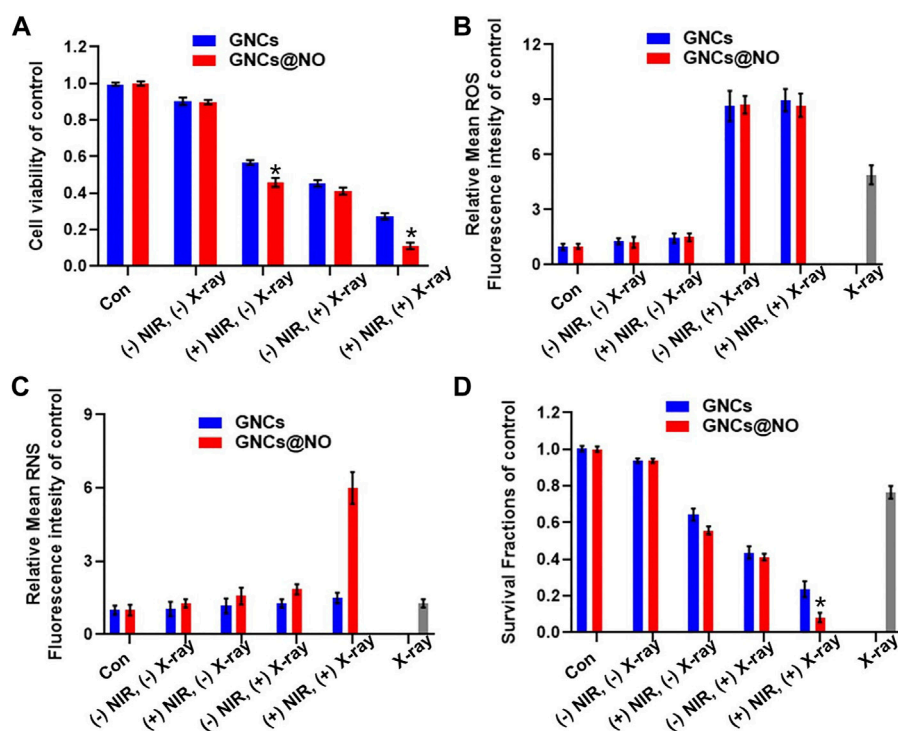 A
GNCs
GNCs@NO
Cell viability of control
1.2
1.0
0.8
0.6
0.4
0.2
0.0
*
*
Con
(-) NIR, (-) X-ray
(+) NIR, (-) X-ray
(-) NIR, (+) X-ray
(+) NIR, (+) X-ray
B
GNCs
GNCs@NO
Relative Mean ROS
Fluorescence intesity of control
12
9
6
3
0
Con
(-) NIR, (-) X-ray
(+) NIR, (-) X-ray
(-) NIR, (+) X-ray
(+) NIR, (+) X-ray
X-ray
C
GNCs
GNCs@NO
Relative Mean RNS
Fluorescence intesity of control
9
6
3
0
Con
(-) NIR, (-) X-ray
(+) NIR, (-) X-ray
(-) NIR, (+) X-ray
(+) NIR, (+) X-ray
X-ray
D
GNCs
GNCs@NO
Survival Fractions of control
1.2
1.0
0.8
0.6
0.4
0.2
0.0
*
Con
(-) NIR, (-) X-ray
(+) NIR, (-) X-ray
(-) NIR, (+) X-ray
(+) NIR, (+) X-ray
X-ray